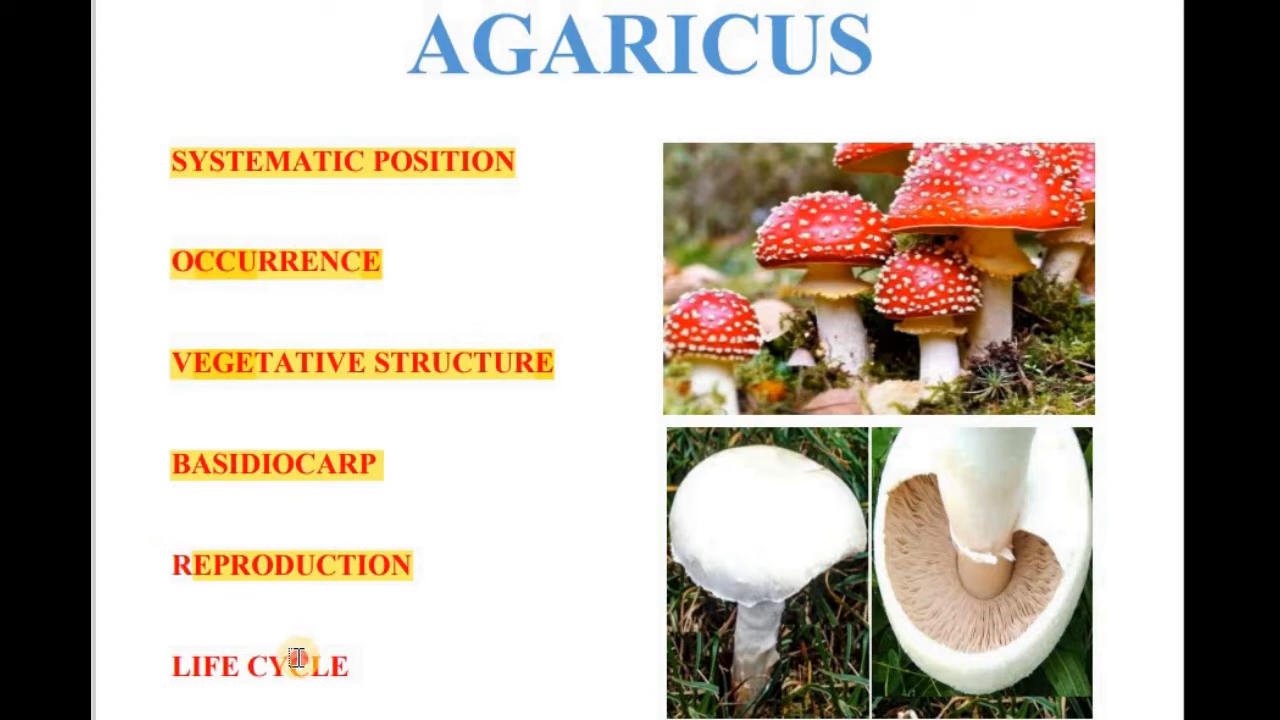 AGARICUS
SYSTEMATIC POSITION
OCCURRENCE
VEGETATIVE STRUCTURE
BASIDIOCARP
REPRODUCTION
LIFE CYCLE